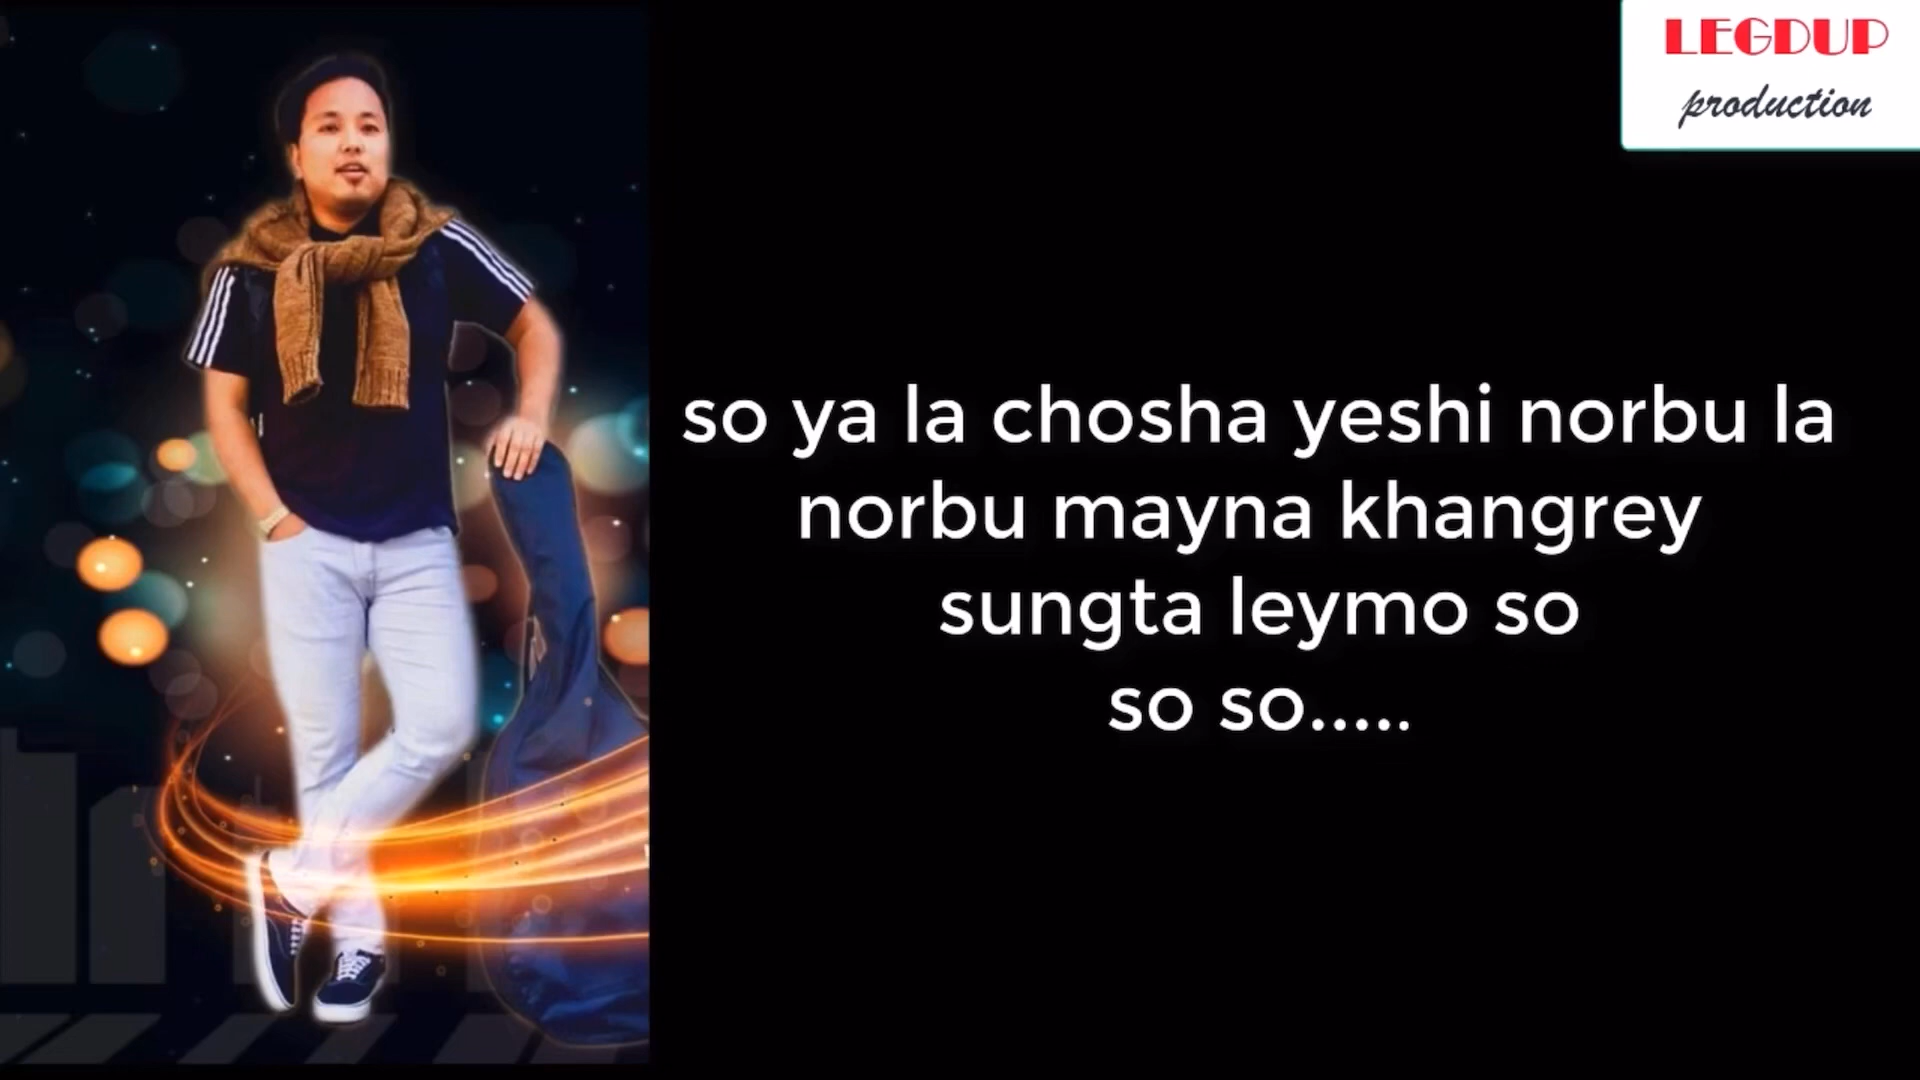 LEGDUP
production
so ya la chosha yeshi norbu la
norbu mayna khangrey
sungta leymo so
so so.....